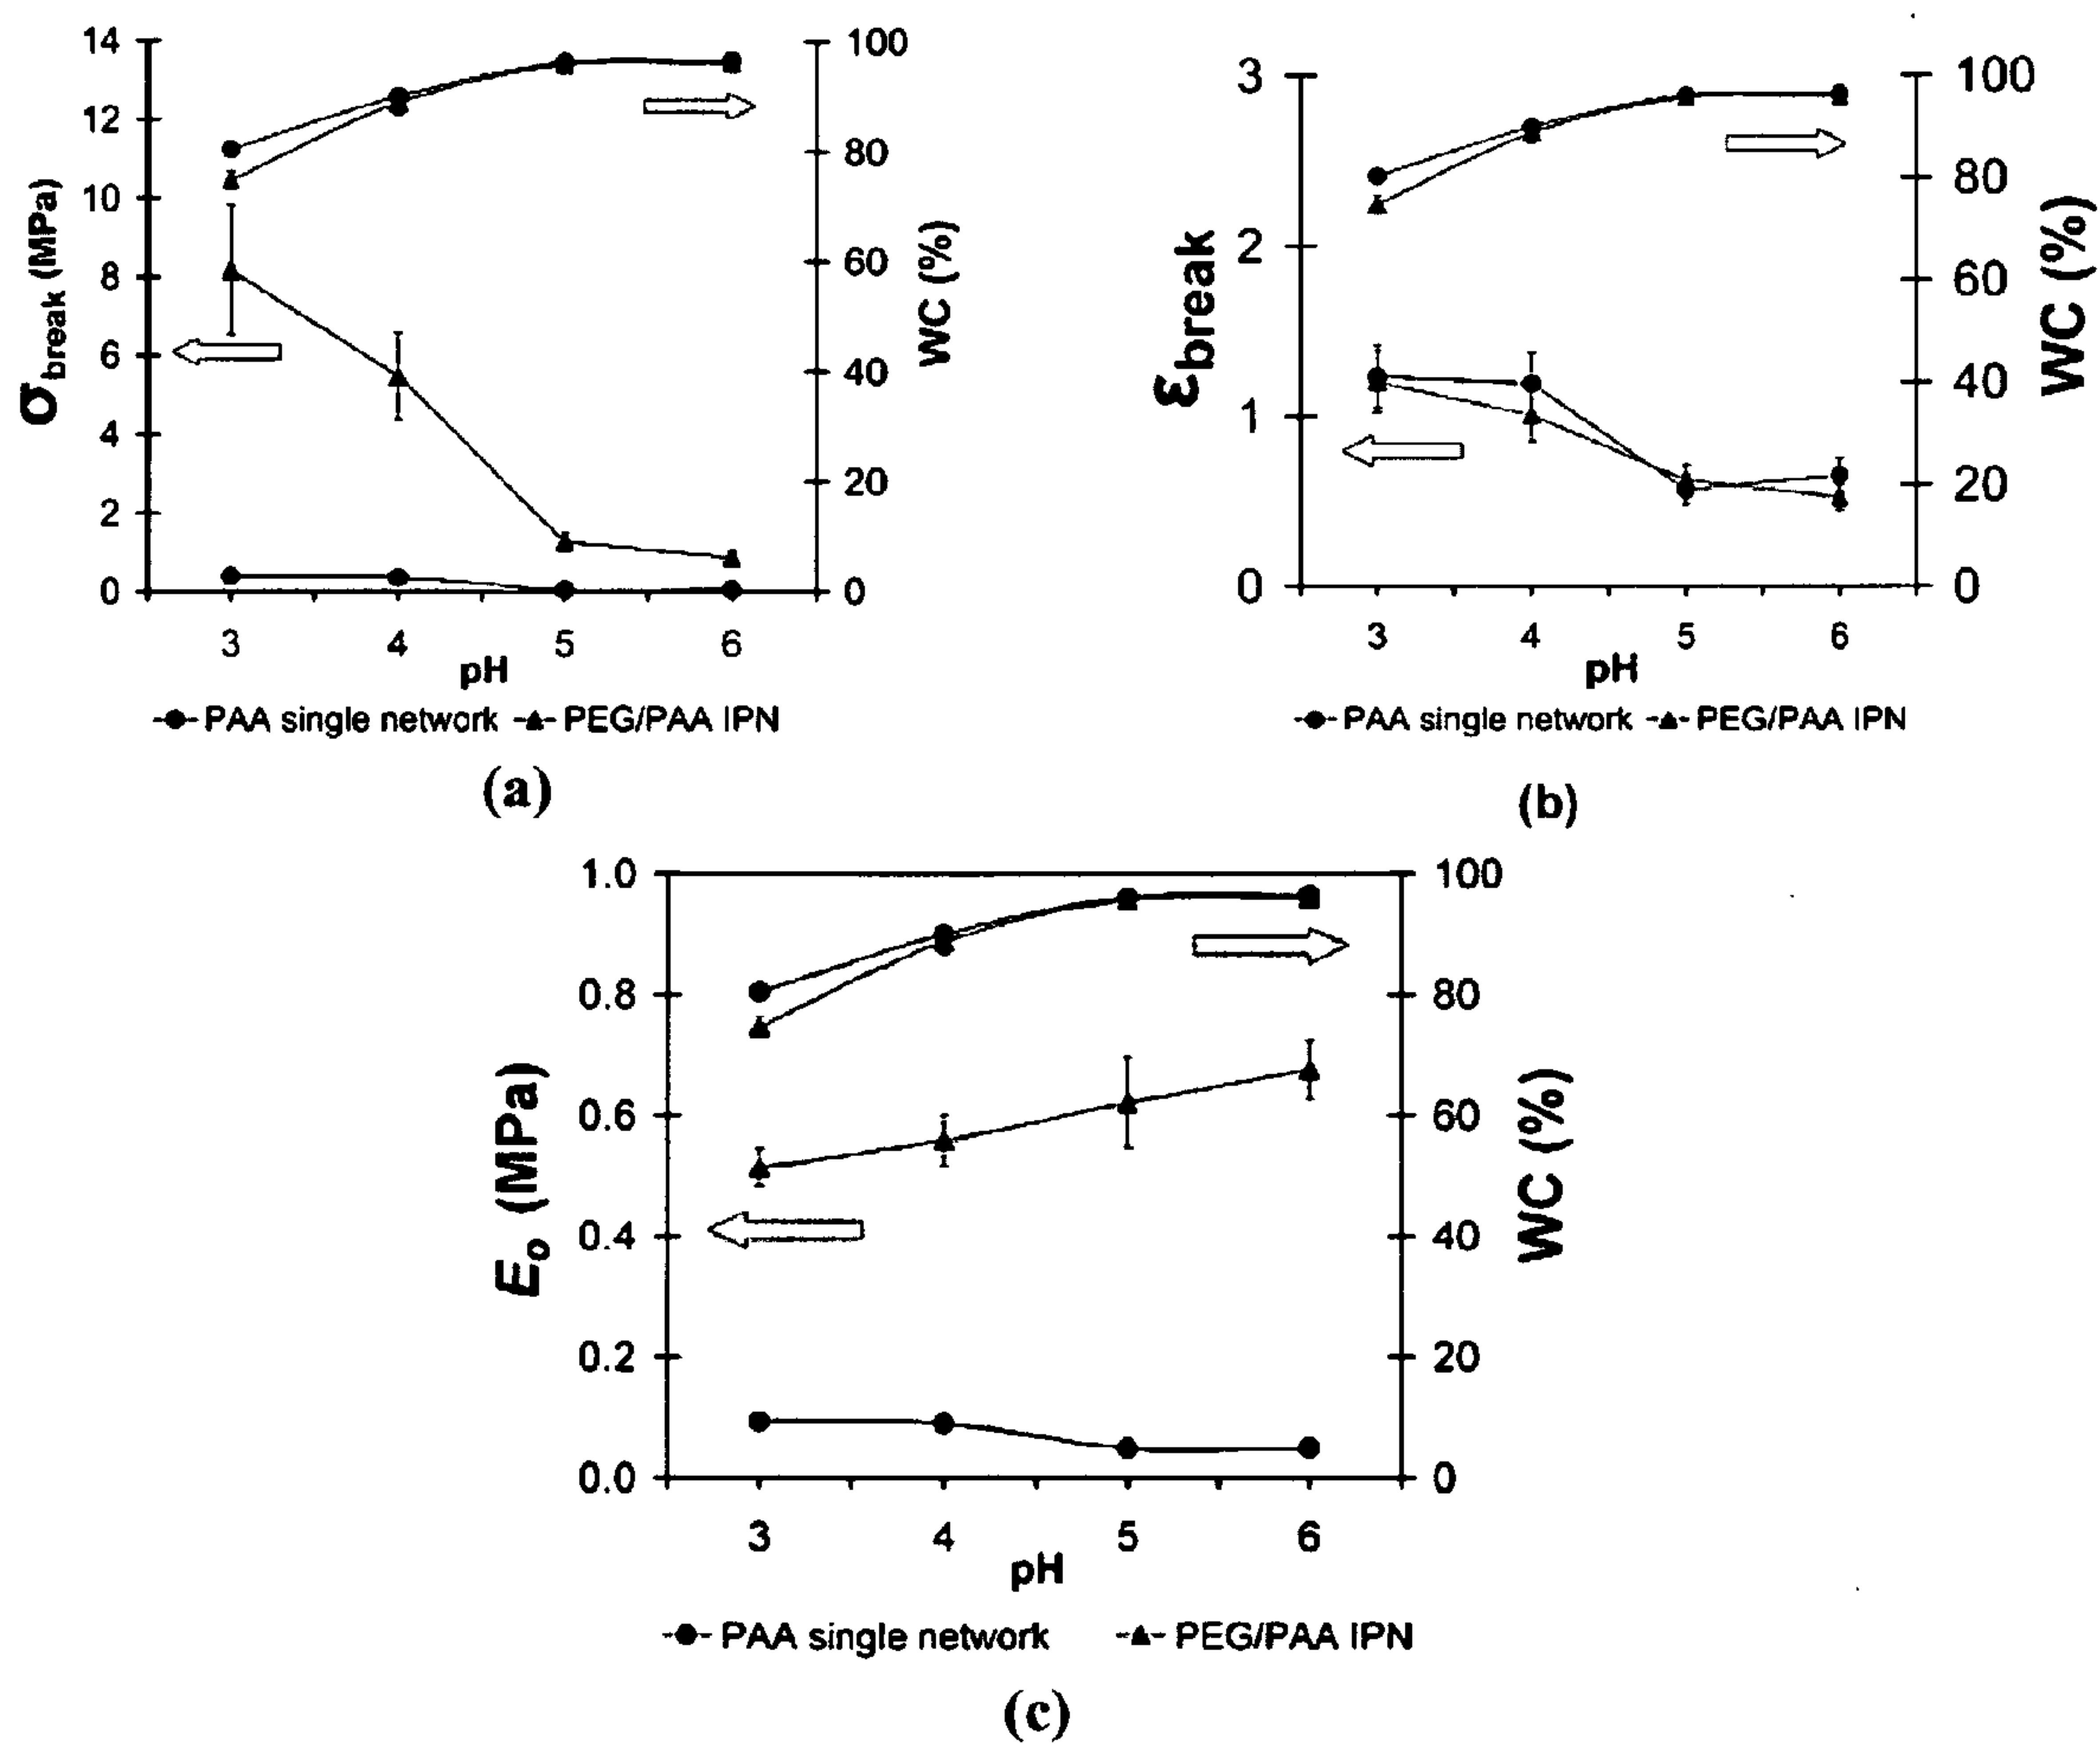 14
12
10
8
6
4
2
0
σbreak (MPa)
100
80
60
40
20
0
WC (%)
3 4 5 6
pH
PAA single network PEG/PAA IPN
(a)
3
2
1
0
εbreak
100
80
60
40
20
0
WC (%)
3 4 5 6
pH
PAA single network PEG/PAA IPN
(b)
1.0
0.8
0.6
0.4
0.2
0.0
Eo (MPa)
100
80
60
40
20
0
WC (%)
3 4 5 6
pH
PAA single network PEG/PAA IPN
(c)